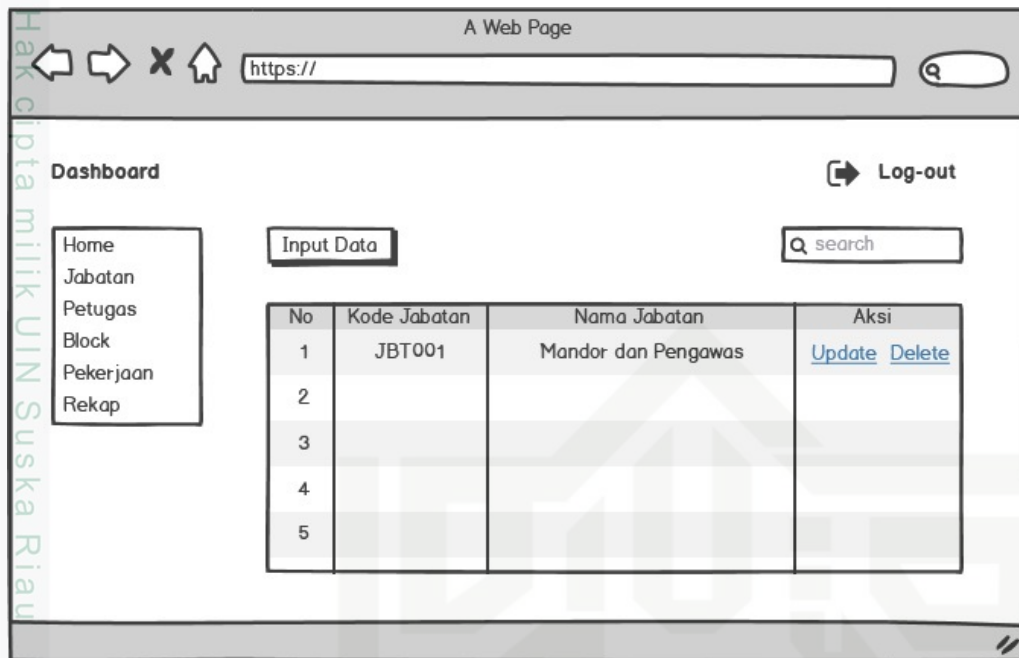 A Web Page
https://
Dashboard
Log-out
Home
Jabatan
Petugas
Block
Pekerjaan
Rekap
Input Data
search
No Kode Jabatan Nama Jabatan Aksi
1 JBT001 Mandor dan Pengawas Update Delete
2
3
4
5
Hak cipta milik UIN Suska Riau